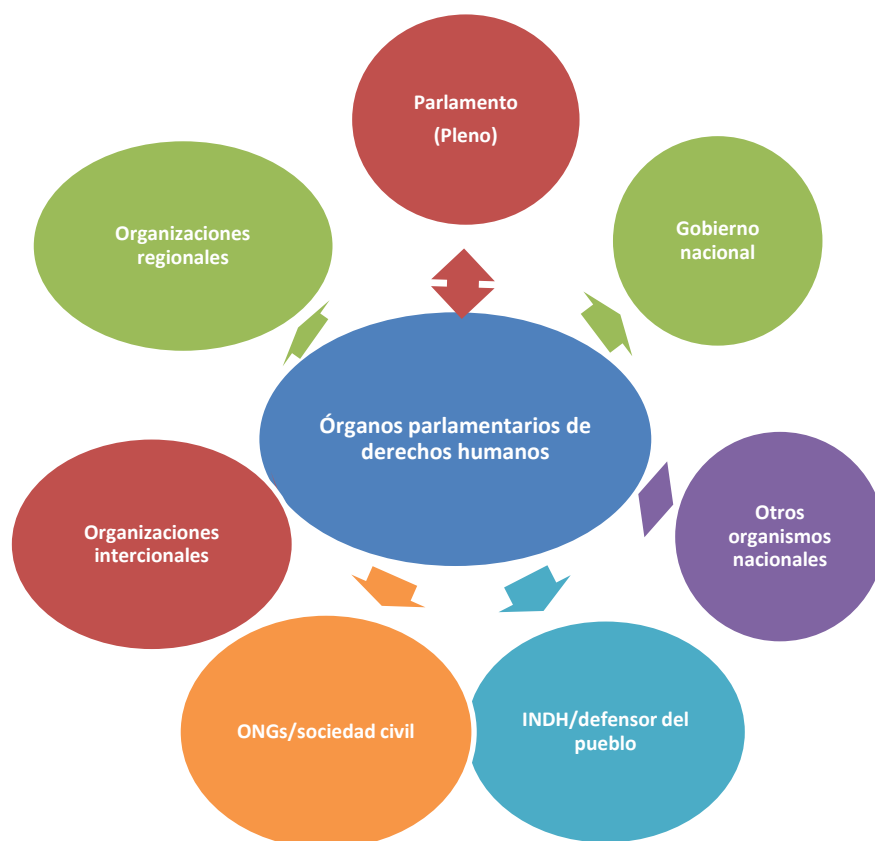 Parlamento
(Pleno)
Organizaciones
regionales
Gobierno
nacional
Órganos parlamentarios de
derechos humanos
Organizaciones
intercionales
Otros
organismos
nacionales
ONGs/sociedad civil
INDH/defensor del
pueblo